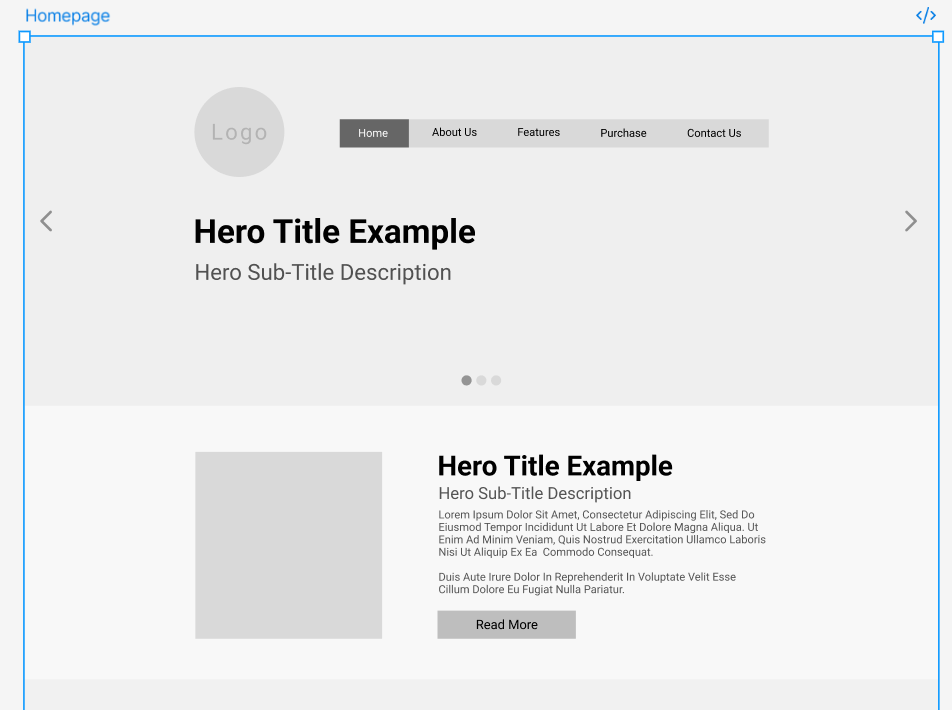 Homepage
</>
Logo
Home About Us Features Purchase Contact Us
Hero Title Example
Hero Sub-Title Description
Hero Title Example
Hero Sub-Title Description
Lorem Ipsum Dolor Sit Amet, Consectetur Adipiscing Elit, Sed Do
Eiusmod Tempor Incididunt Ut Labore Et Dolore Magna Aliqua. Ut
Enim Ad Minim Veniam, Quis Nostrud Exercitation Ullamco Laboris
Nisi Ut Aliquip Ex Ea  Commodo Consequat.
Duis Aute Irure Dolor In Reprehenderit In Voluptate Velit Esse
Cillum Dolore Eu Fugiat Nulla Pariatur.
Read More